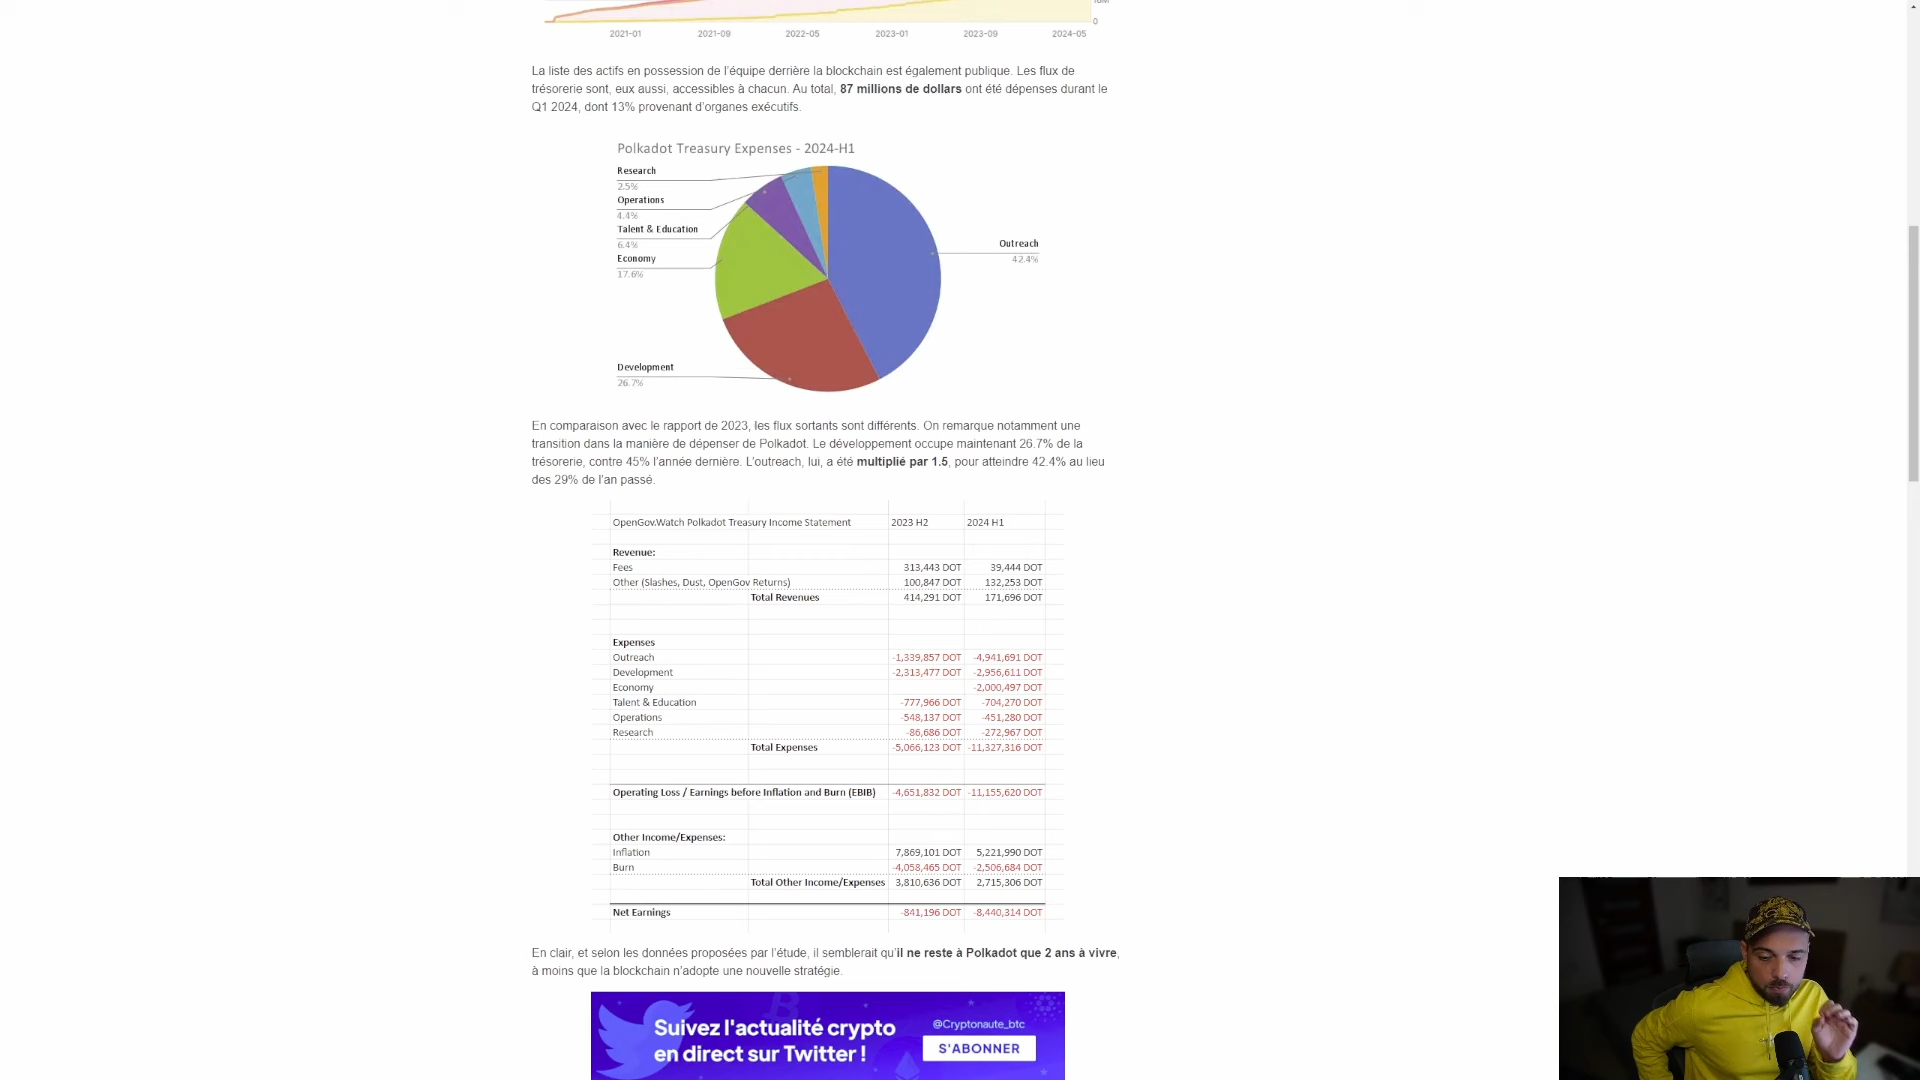 0
2021-01 2021-09 2022-05 2023-01 2023-09 2024-05
La liste des actifs en possession de l'équipe derrière la blockchain est également publique. Les flux de
trésorerie sont, eux aussi, accessibles à chacun. Au total, 87 millions de dollars ont été dépenses durant le
Q1 2024, dont 13% provenant d'organes exécutifs.
Polkadot Treasury Expenses - 2024-H1
Research
2.5%
Operations
4.4%
Talent & Education
6.4%
Economy
17.6%
Outreach
42.4%
Development
26.7%
En comparaison avec le rapport de 2023, les flux sortants sont différents. On remarque notamment une
transition dans la manière de dépenser de Polkadot. Le développement occupe maintenant 26.7% de la
trésorerie, contre 45% l'année dernière. L'outreach, lui, a été multiplié par 1.5, pour atteindre 42.4% au lieu
des 29% de l'an passé.
OpenGov.Watch Polkadot Treasury Income Statement 2023 H2 2024 H1
Revenue:
Fees 313,443 DOT 39,444 DOT
Other (Slashes, Dust, OpenGov Returns) 100,847 DOT 132,253 DOT
Total Revenues 414,291 DOT 171,696 DOT
Expenses
Outreach -1,339,857 DOT -4,941,691 DOT
Development -2,313,477 DOT -2,956,611 DOT
Economy -2,000,497 DOT
Talent & Education -777,966 DOT -704,270 DOT
Operations -548,137 DOT -451,280 DOT
Research -86,686 DOT -272,967 DOT
Total Expenses -5,066,123 DOT -11,327,316 DOT
Operating Loss / Earnings before Inflation and Burn (EBIB) -4,651,832 DOT -11,155,620 DOT
Other Income/Expenses:
Inflation 7,869,101 DOT 5,221,990 DOT
Burn -4,058,465 DOT -2,506,684 DOT
Total Other Income/Expenses 3,810,636 DOT 2,715,306 DOT
Net Earnings -841,196 DOT -8,440,314 DOT
En clair, et selon les données proposées par l'étude, il semblerait qu'il ne reste à Polkadot que 2 ans à vivre,
à moins que la blockchain n'adopte une nouvelle stratégie.
Suivez l'actualité crypto
en direct sur Twitter !
@Cryptonaute_btc
S'ABONNER